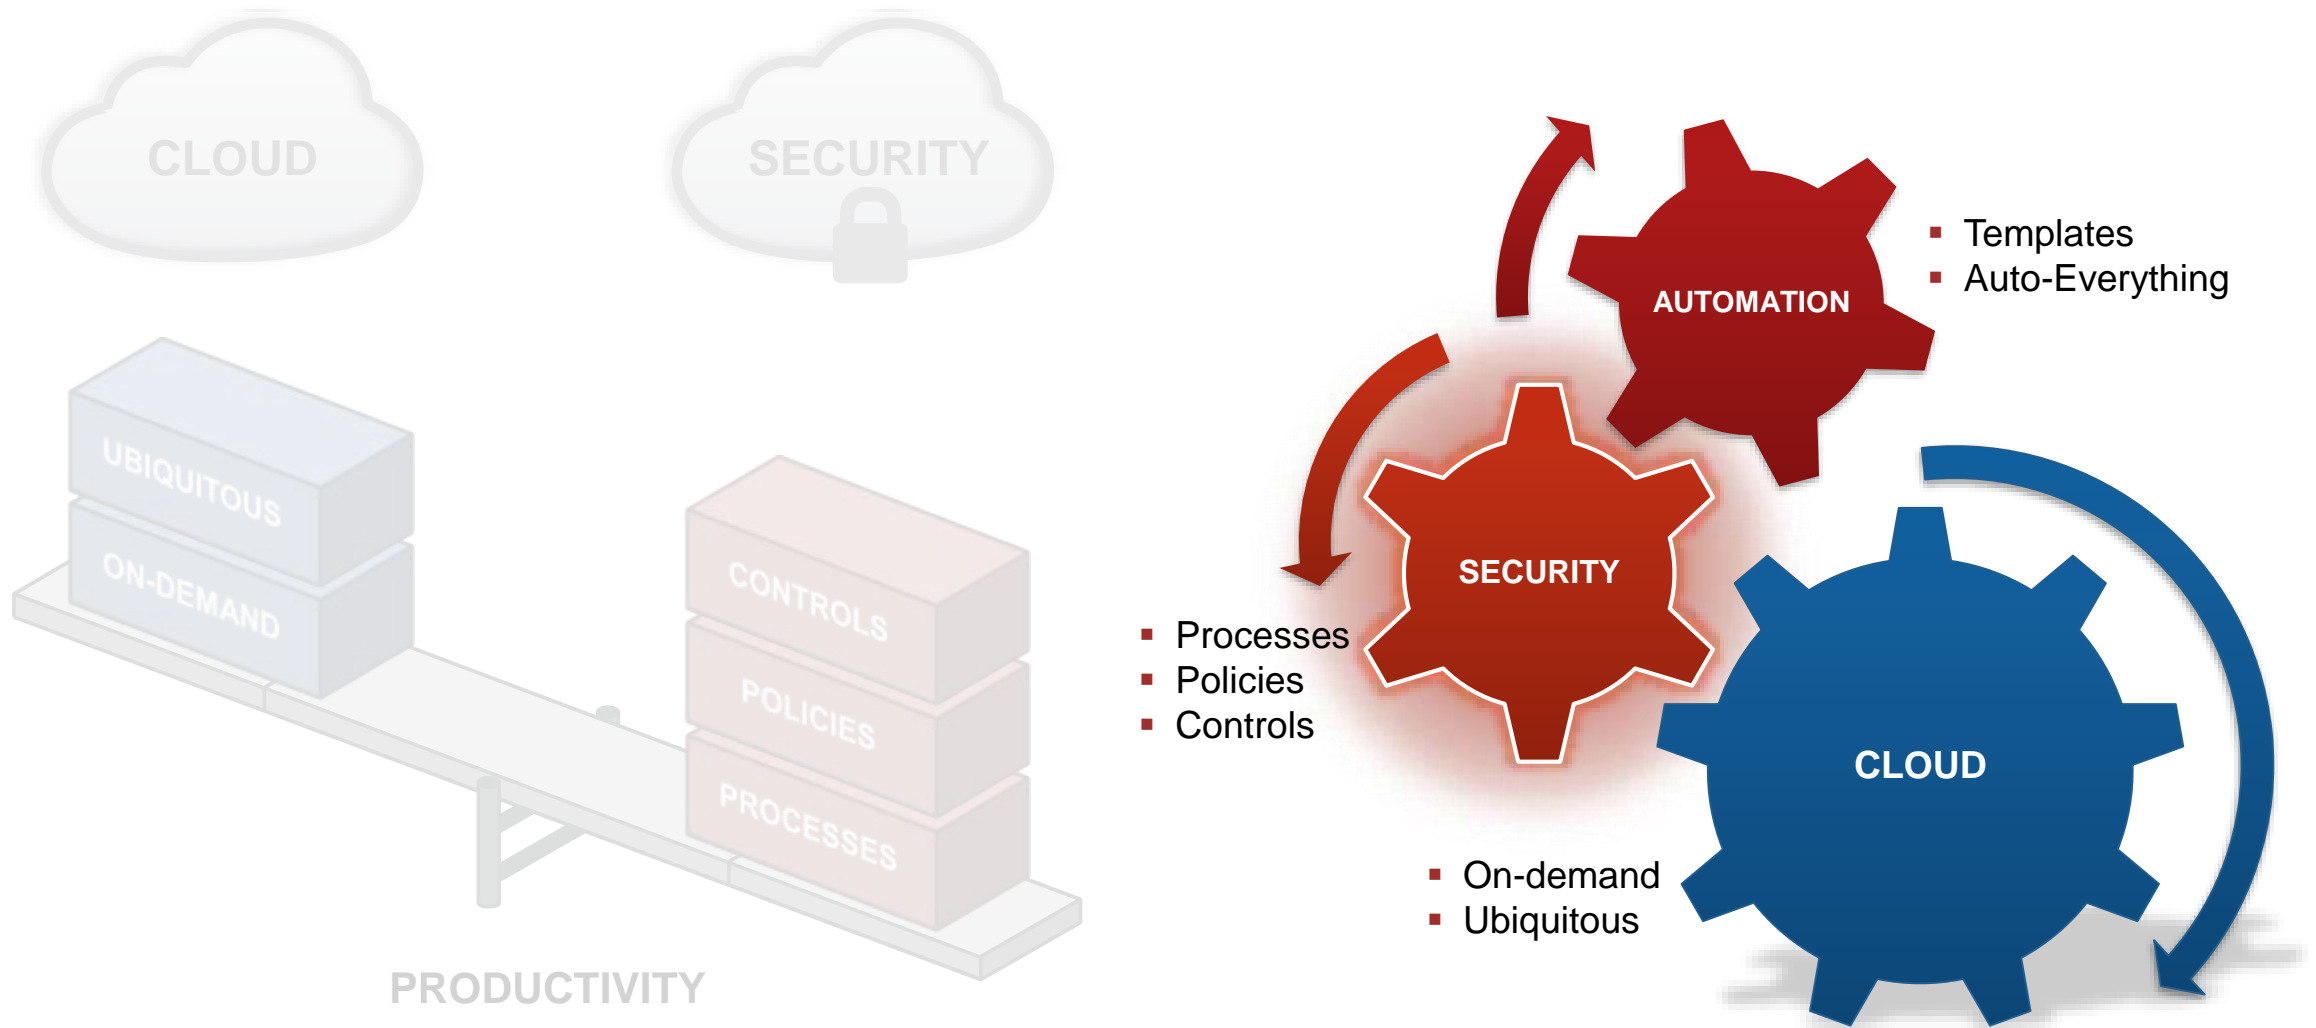 CLOUD
SECURITY
UBIQUITOUS
ON-DEMAND
CONTROLS
POLICIES
PROCESSES
PRODUCTIVITY
AUTOMATION
▪ Templates
▪ Auto-Everything
SECURITY
▪ Processes
▪ Policies
▪ Controls
CLOUD
▪ On-demand
▪ Ubiquitous